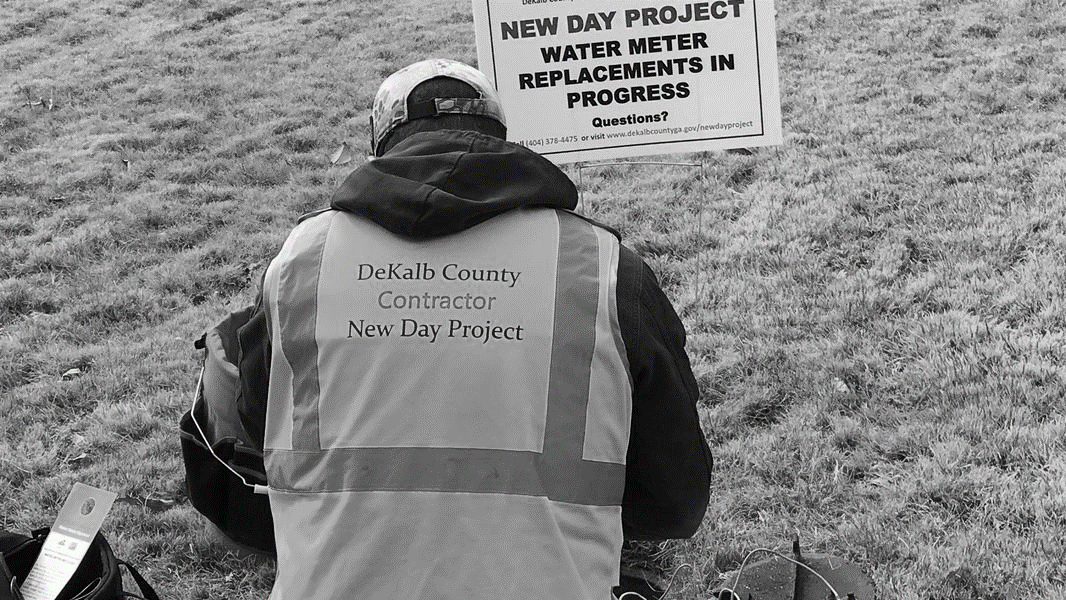 DeKalb
NEW DAY PROJECT
WATER METER
REPLACEMENTS IN
PROGRESS
Questions?
(404) 378-4475 or visit www.dekalbcountyga.gov/newdayproject
DeKalb County
Contractor
New Day Project